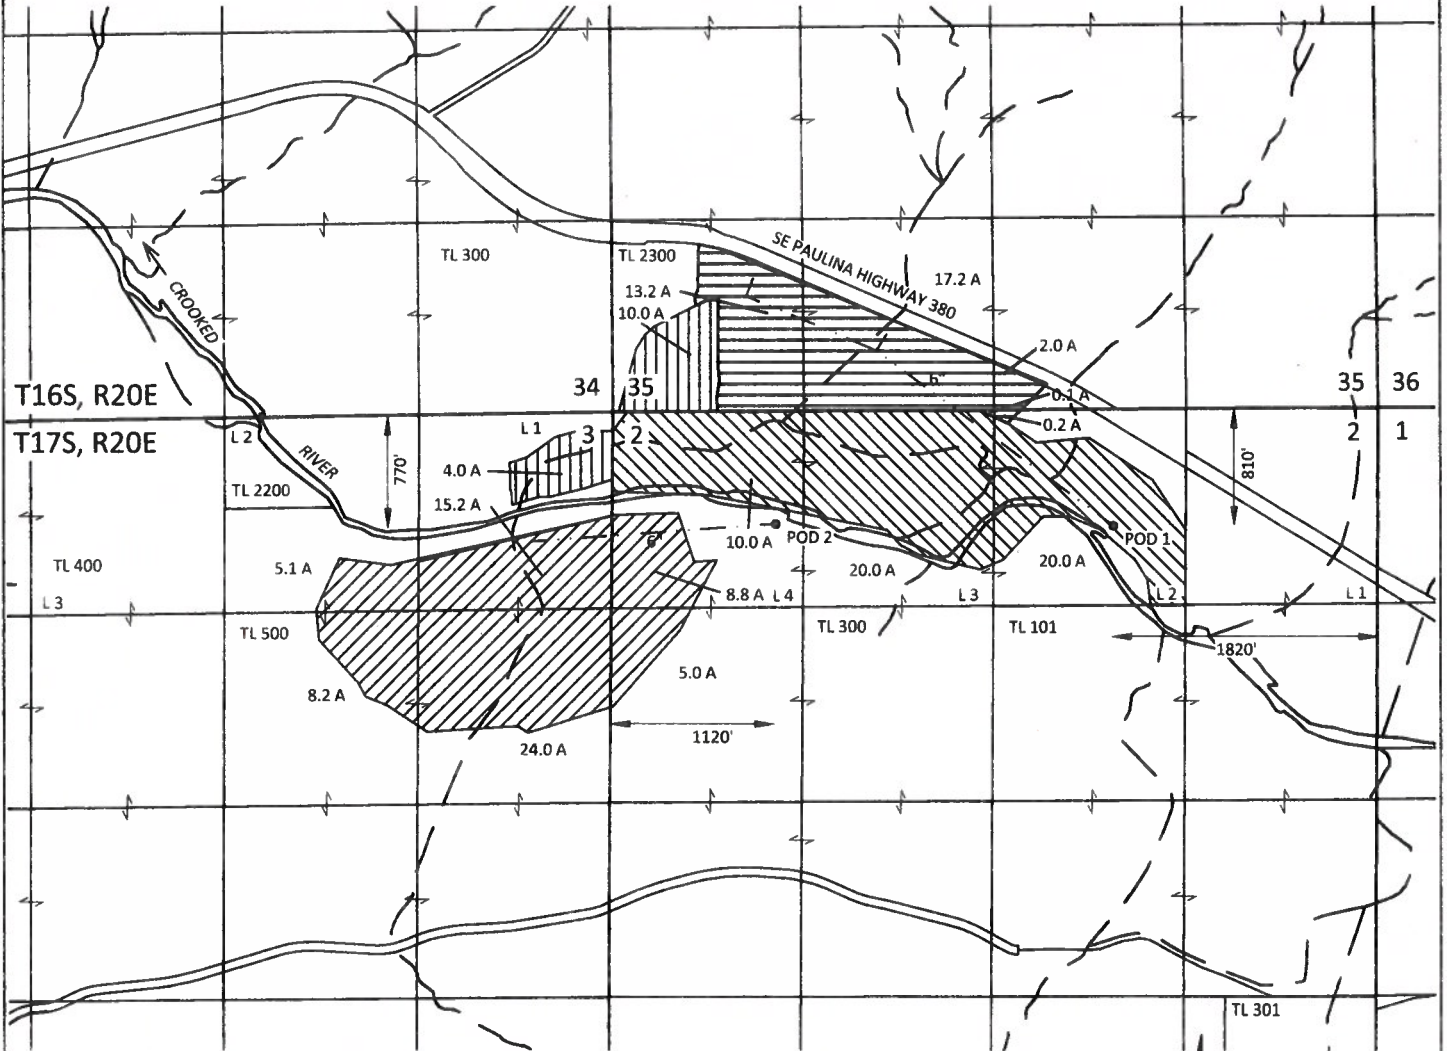 TL 300
TL 2300
SE PAULINA HIGHWAY 380
17.2 A
13.2 A
10.0 A
CROOKED
2.0 A
6"
0.1 A
34 35
35 36
T16S, R20E
0.2 A
T17S, R20E
L 2
L 1
3 2
2 1
770'
810'
RIVER
4.0 A
TL 2200
15.2 A
6"
10.0 A
POD 2
POD 1
TL 400
5.1 A
20.0 A
20.0 A
8.8 A L 4
L 3
L 2
L 1
L 3
TL 500
TL 300
TL 101
1820'
8.2 A
5.0 A
1120'
24.0 A
TL 301